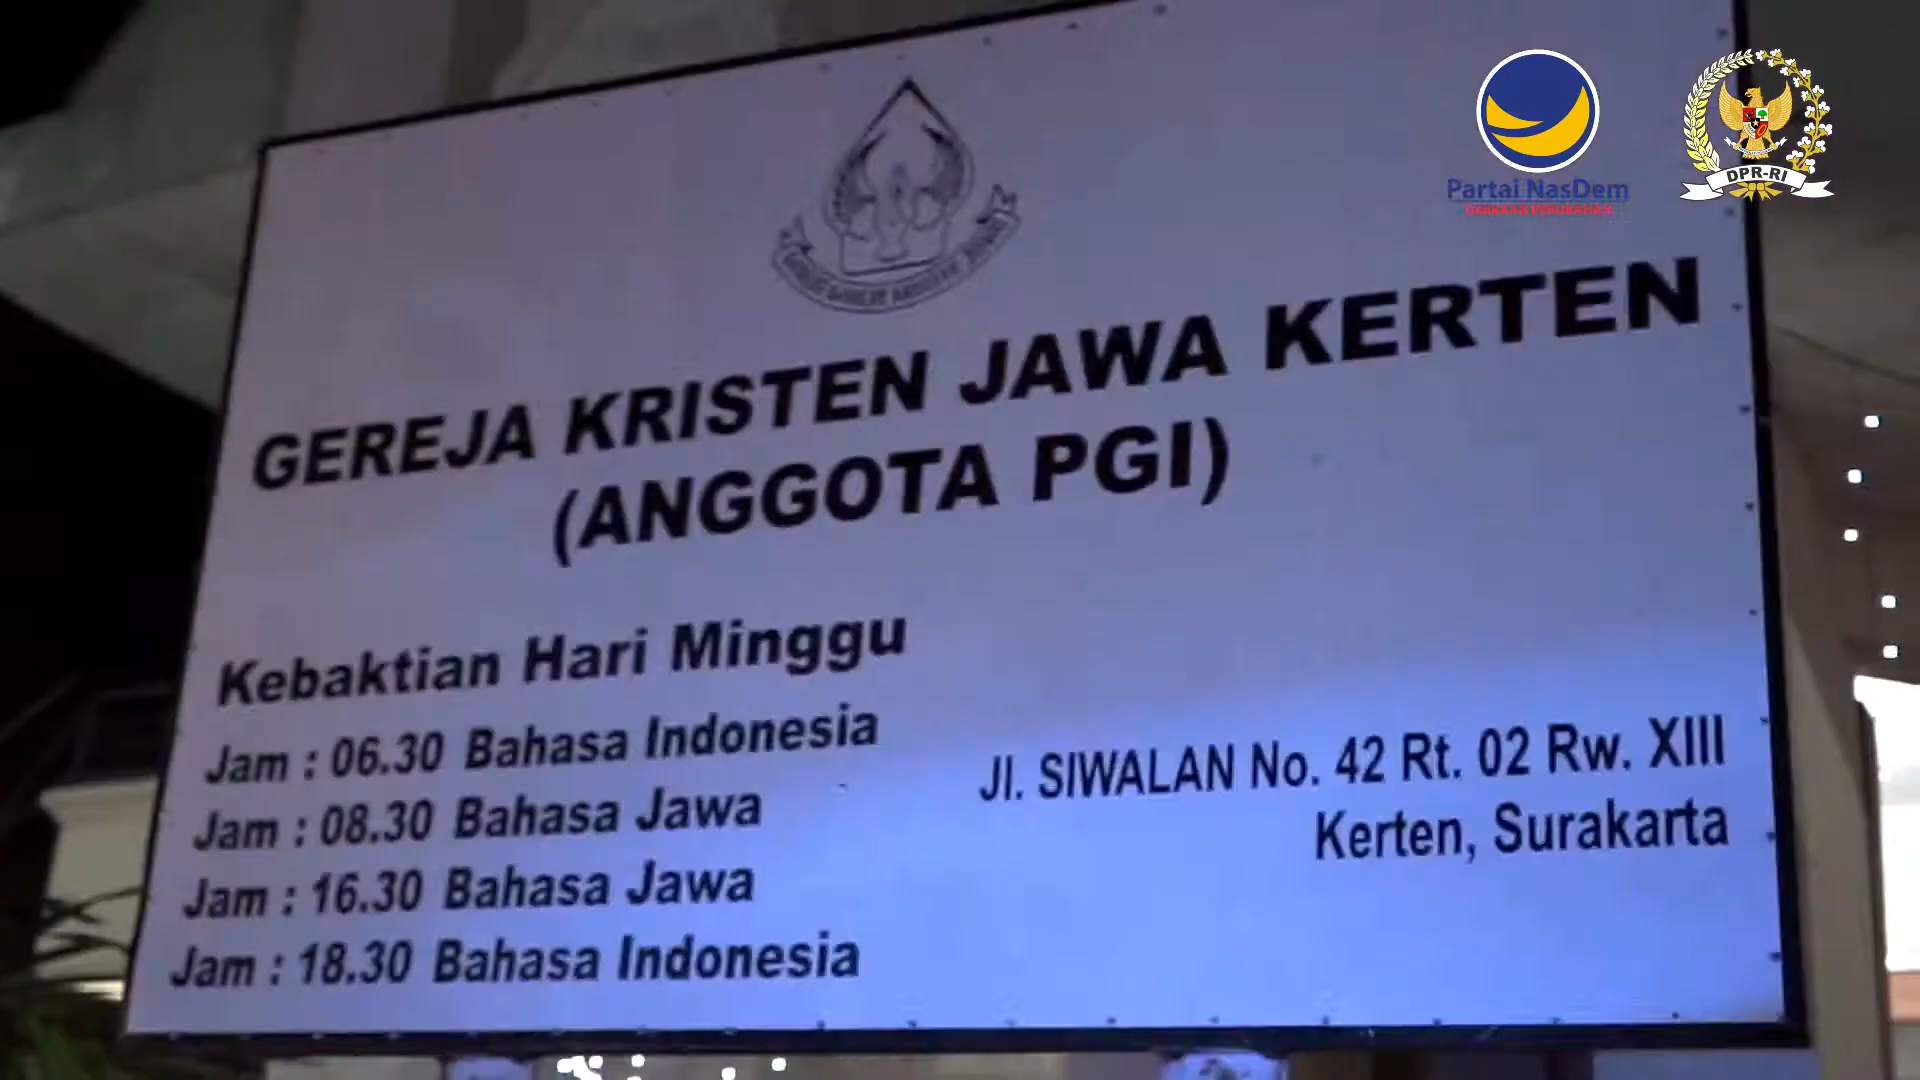 Partai NasDem
GERAKAN PERUBAHAN
DPR-RI
GEREJA KRISTEN JAWA KERTEN
(ANGGOTA PGI)
Kebaktian Hari Minggu
Jam : 06.30 Bahasa Indonesia
Jam : 08.30 Bahasa Jawa
Jam : 16.30 Bahasa Jawa
Jam : 18.30 Bahasa Indonesia
Jl. SIWALAN No. 42 Rt. 02 Rw. XIII
Kerten, Surakarta